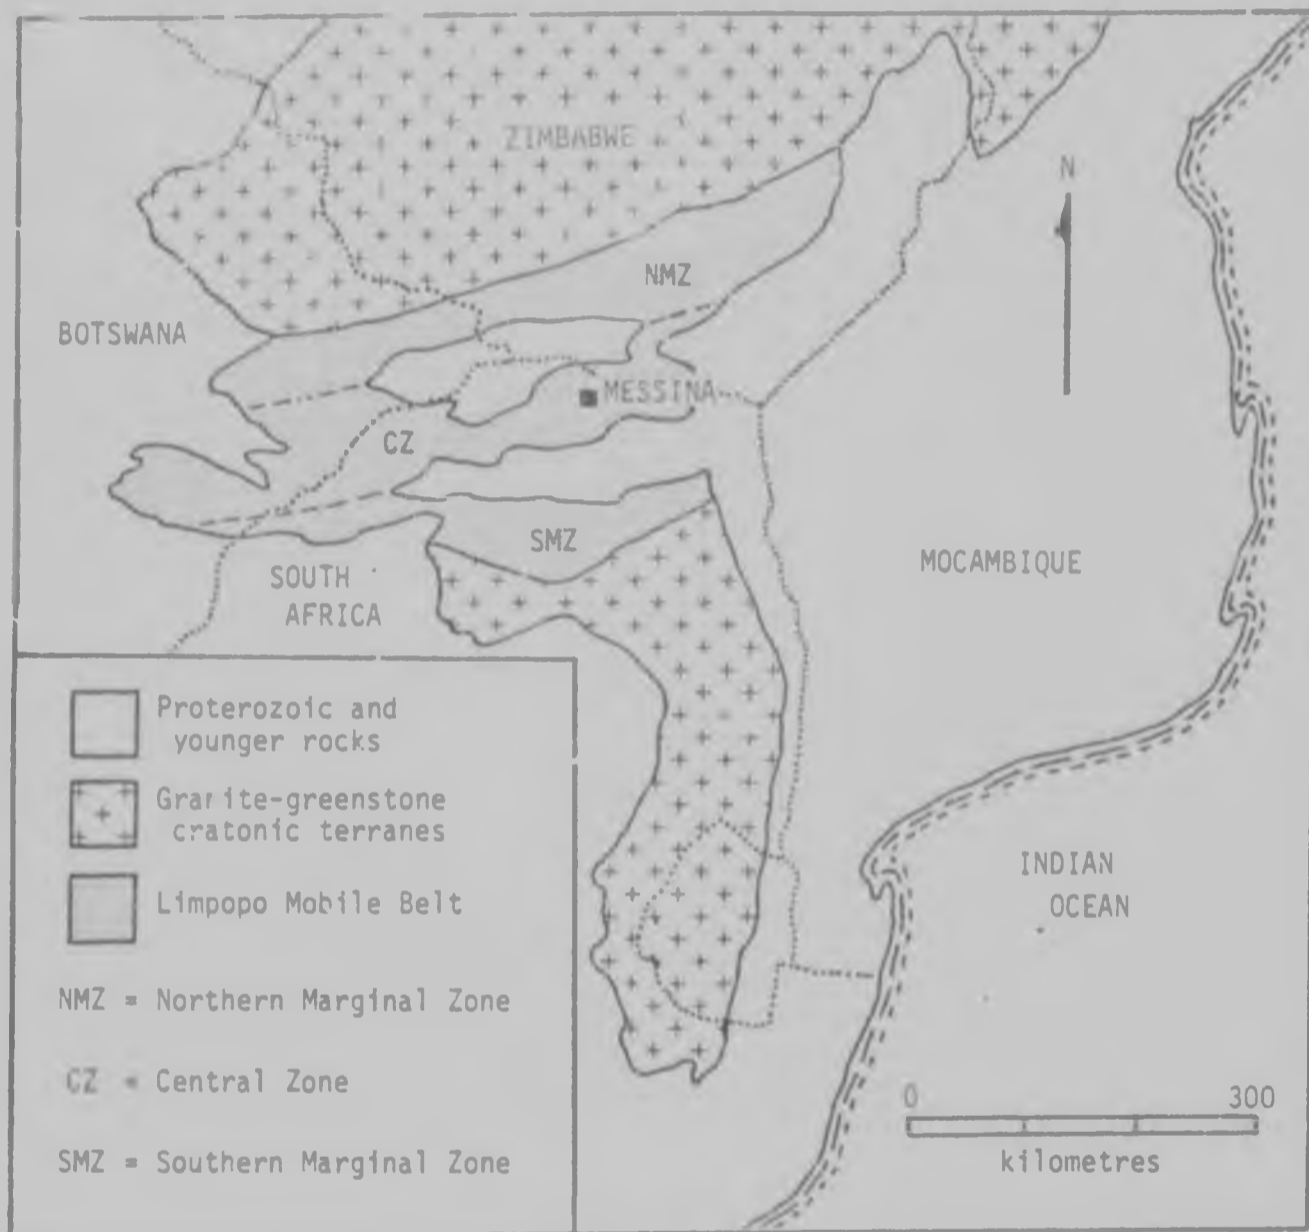 ZIMBABWE
N
NMZ
BOTSWANA
MESSINA
CZ
SMZ
MOCAMBIQUE
SOUTH
AFRICA
Proterozoic and
younger rocks
Granite-greenstone
cratonic terranes
Limpopo Mobile Belt
NMZ = Northern Marginal Zone
CZ = Central Zone
SMZ = Southern Marginal Zone
INDIAN
OCEAN
0 300
kilometres